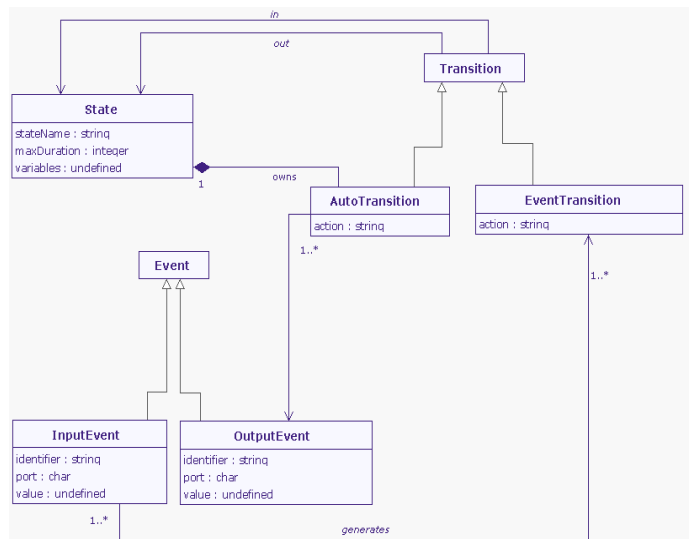 in
out
Transition
State
stateName : string
maxDuration : integer
variables : undefined
1
owns
AutoTransition
action : string
EventTransition
action : string
1..*
1..*
Event
InputEvent
identifier : string
port : char
value : undefined
OutputEvent
identifier : string
port : char
value : undefined
1..*
generates